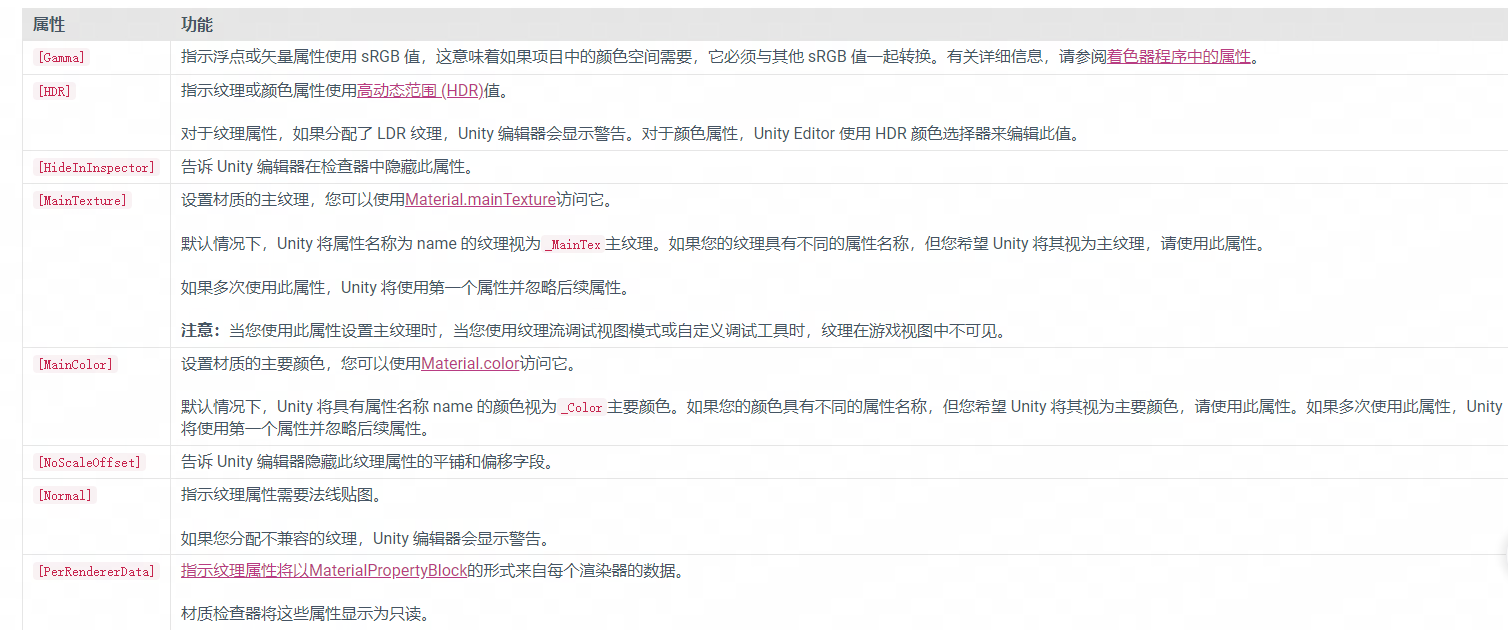 属性 功能
[Gamma] 指示浮点或矢量属性使用 sRGB 值，这意味着如果项目中的颜色空间需要，它必须与其他 sRGB 值一起转换。有关详细信息，请参阅着色器程序中的属性。
[HDR] 指示纹理或颜色属性使用高动态范围 (HDR)值。
对于纹理属性，如果分配了 LDR 纹理，Unity 编辑器会显示警告。对于颜色属性，Unity Editor 使用 HDR 颜色选择器来编辑此值。
[HideInInspector] 告诉 Unity 编辑器在检查器中隐藏此属性。
[MainTexture] 设置材质的主纹理，您可以使用Material.mainTexture访问它。
默认情况下，Unity 将属性名称为 name 的纹理视为 _MainTex 主纹理。如果您的纹理具有不同的属性名称，但您希望 Unity 将其视为主纹理，请使用此属性。
如果多次使用此属性，Unity 将使用第一个属性并忽略后续属性。
注意：当您使用此属性设置主纹理时，当您使用纹理流调试视图模式或自定义调试工具时，纹理在游戏视图中不可见。
[MainColor] 设置材质的主要颜色，您可以使用Material.color访问它。
默认情况下，Unity 将具有属性名称 name 的颜色视为 _Color 主要颜色。如果您的颜色具有不同的属性名称，但您希望 Unity 将其视为主要颜色，请使用此属性。如果多次使用此属性，Unity
将使用第一个属性并忽略后续属性。
[NoScaleOffset] 告诉 Unity 编辑器隐藏此纹理属性的平铺和偏移字段。
[Normal] 指示纹理属性需要法线贴图。
如果您分配不兼容的纹理，Unity 编辑器会显示警告。
[PerRendererData] 指示纹理属性将以MaterialPropertyBlock的形式来自每个渲染器的数据。
材质检查器将这些属性显示为只读。